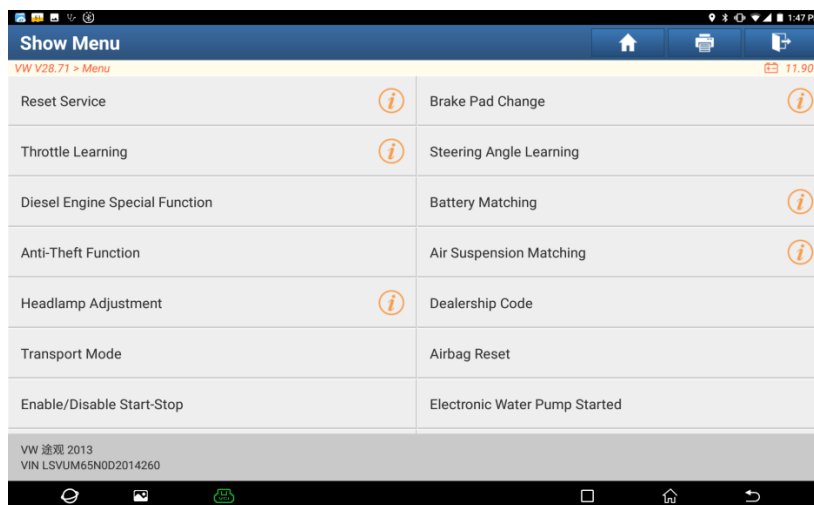 1:47 P
Show Menu
VW V28.71 > Menu
11.90
Reset Service
Brake Pad Change
Throttle Learning
Steering Angle Learning
Diesel Engine Special Function
Battery Matching
Anti-Theft Function
Air Suspension Matching
Headlamp Adjustment
Dealership Code
Transport Mode
Airbag Reset
Enable/Disable Start-Stop
Electronic Water Pump Started
VW 途观 2013
VIN LSVUM65N0D2014260